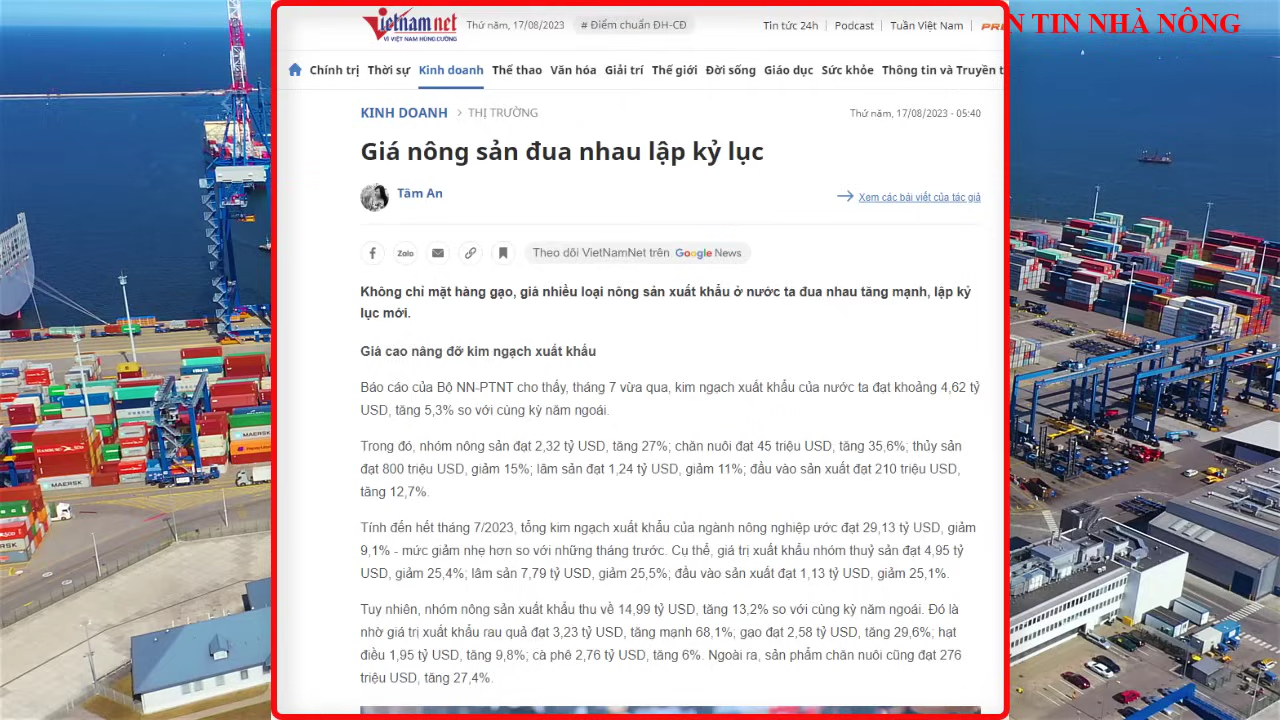 Vietnamnet
VÌ VIỆT NAM HÙNG CƯỜNG
Thứ năm, 17/08/2023
# Điểm chuẩn ĐH-CĐ
Tin tức 24h
Podcast
Tuần Việt Nam
N TIN NHÀ NÔNG
Chính trị Thời sự Kinh doanh Thể thao Văn hóa Giải trí Thế giới Đời sống Giáo dục Sức khỏe Thông tin và Truyền t
KINH DOANH > THỊ TRƯỜNG
Thứ năm, 17/08/2023 - 05:40
Giá nông sản đua nhau lập kỷ lục
Tâm An
Xem các bài viết của tác giả
Zalo
Theo dõi VietNamNet trên Google News
Không chỉ mặt hàng gạo, giá nhiều loại nông sản xuất khẩu ở nước ta đua nhau tăng mạnh, lập kỷ
lục mới.
Giá cao nâng đỡ kim ngạch xuất khẩu
Báo cáo của Bộ NN-PTNT cho thấy, tháng 7 vừa qua, kim ngạch xuất khẩu của nước ta đạt khoảng 4,62 tỷ
USD, tăng 5,3% so với cùng kỳ năm ngoái.
Trong đó, nhóm nông sản đạt 2,32 tỷ USD, tăng 27%; chăn nuôi đạt 45 triệu USD, tăng 35,6%; thủy sản
đạt 800 triệu USD, giảm 15%; lâm sản đạt 1,24 tỷ USD, giảm 11%; đầu vào sản xuất đạt 210 triệu USD,
tăng 12,7%.
Tính đến hết tháng 7/2023, tổng kim ngạch xuất khẩu của ngành nông nghiệp ước đạt 29,13 tỷ USD, giảm
9,1% - mức giảm nhẹ hơn so với những tháng trước. Cụ thể, giá trị xuất khẩu nhóm thuỷ sản đạt 4,95 tỷ
USD, giảm 25,4%; lâm sản 7,79 tỷ USD, giảm 25,5%; đầu vào sản xuất đạt 1,13 tỷ USD, giảm 25,1%.
Tuy nhiên, nhóm nông sản xuất khẩu thu về 14,99 tỷ USD, tăng 13,2% so với cùng kỳ năm ngoái. Đó là
nhờ giá trị xuất khẩu rau quả đạt 3,23 tỷ USD, tăng mạnh 68,1%; gạo đạt 2,58 tỷ USD, tăng 29,6%; hạt
điều 1,95 tỷ USD, tăng 9,8%; cà phê 2,76 tỷ USD, tăng 6%. Ngoài ra, sản phẩm chăn nuôi cũng đạt 276
triệu USD, tăng 27,4%.
MAERSK
MAERSK